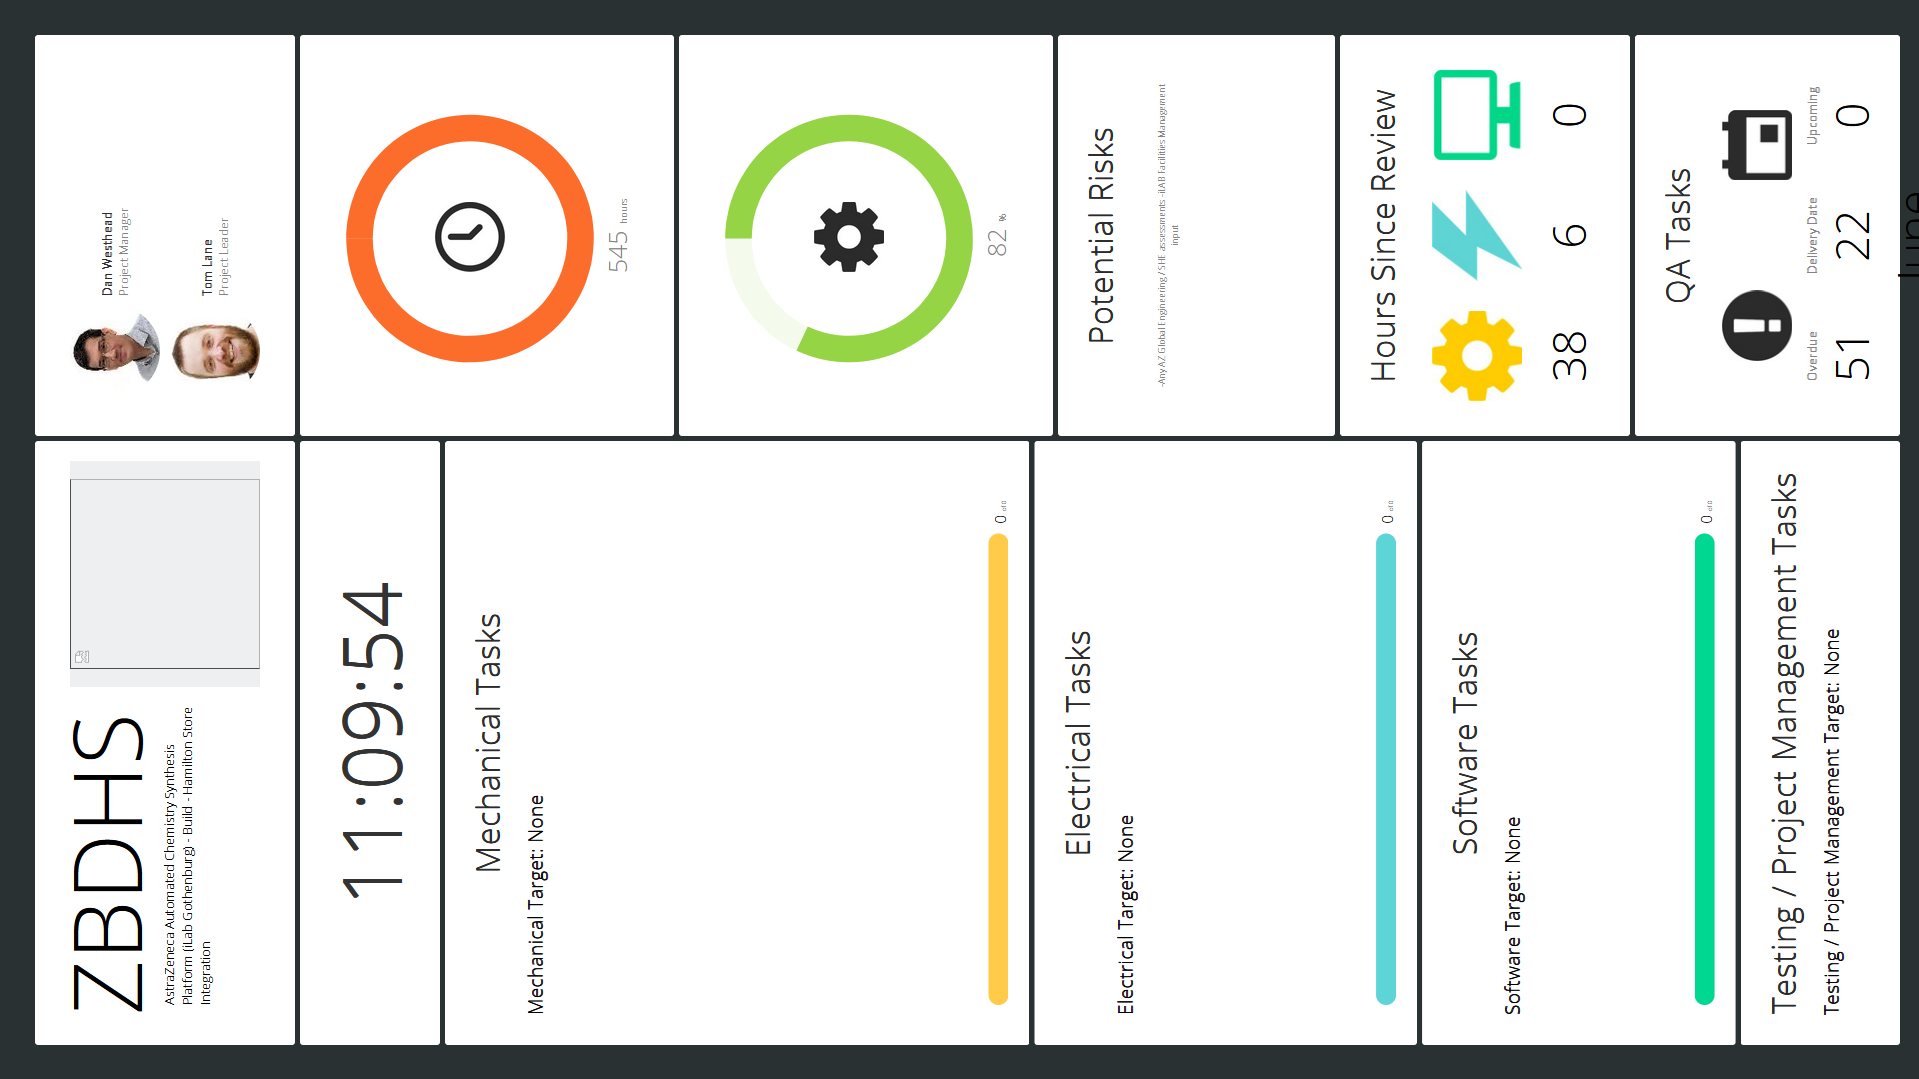 ZBDHS
AstraZeneca Automated Chemistry Synthesis
Platform (iLab Gothenburg) - Build - Hamilton Store
Integration
Dan Westhead
Project Manager
Tom Lane
Project Leader
11:09:54
545 hours
82 %
Mechanical Tasks
Mechanical Target: None
0 of 0
Potential Risks
-Any AZ Global Engineering / SHE assessments -iLAB Facilities Management
input
Electrical Tasks
Electrical Target: None
0 of 0
Hours Since Review
38 6 0
Software Tasks
Software Target: None
0 of 0
QA Tasks
Overdue Delivery Date Upcoming
51 22 0
June
Testing / Project Management Tasks
Testing / Project Management Target: None